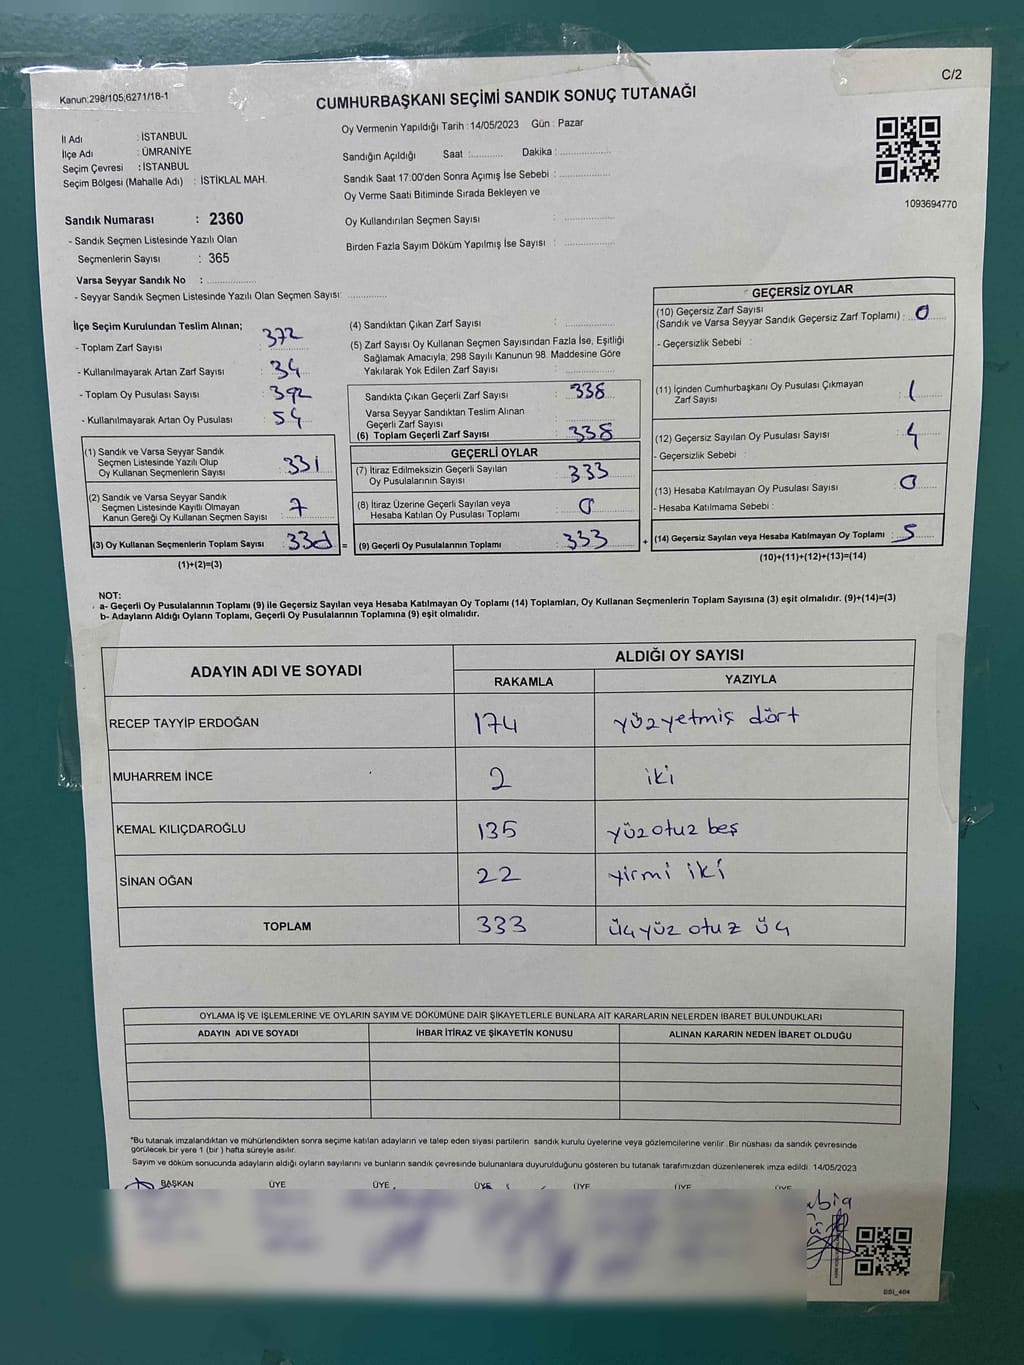 C/2
Kanun;298/105;6271/18-1
CUMHURBAŞKANI SEÇİMİ SANDIK SONUÇ TUTANAĞI
Oy Vermenin Yapıldığı Tarih : 14/05/2023 Gün : Pazar
İl Adı : İSTANBUL
İlçe Adı : ÜMRANİYE
Seçim Çevresi : İSTANBUL
Seçim Bölgesi (Mahalle Adı) : İSTİKLAL MAH.
Sandığın Açıldığı Saat :........... Dakika :................
Sandık Saat 17:00'den Sonra Açımış İse Sebebi :................
Oy Verme Saati Bitiminde Sırada Bekleyen ve
Oy Kullandırılan Seçmen Sayısı :................
Birden Fazla Sayım Döküm Yapılmış İse Sayısı :................
1093694770
Sandık Numarası : 2360
- Sandık Seçmen Listesinde Yazılı Olan
Seçmenlerin Sayısı : 365
Varsa Seyyar Sandık No : ................
- Seyyar Sandık Seçmen Listesinde Yazılı Olan Seçmen Sayısı: ............
İlçe Seçim Kurulundan Teslim Alınan;
- Toplam Zarf Sayısı : 372
- Kullanılmayarak Artan Zarf Sayısı : 34
- Toplam Oy Pusulası Sayısı : 392
- Kullanılmayarak Artan Oy Pusulası : 54
(1) Sandık ve Varsa Seyyar Sandık
Seçmen Listesinde Yazılı Olup
Oy Kullanan Seçmenlerin Sayısı : 331
(2) Sandık ve Varsa Seyyar Sandık
Seçmen Listesinde Kayıtlı Olmayan
Kanun Gereği Oy Kullanan Seçmen Sayısı : 7
(3) Oy Kullanan Seçmenlerin Toplam Sayısı : 338 =
(1)+(2)=(3)
(4) Sandıktan Çıkan Zarf Sayısı :................
(5) Zarf Sayısı Oy Kullanan Seçmen Sayısından Fazla İse, Eşitliği
Sağlamak Amacıyla; 298 Sayılı Kanunun 98. Maddesine Göre
Yakılarak Yok Edilen Zarf Sayısı :................
Sandıkta Çıkan Geçerli Zarf Sayısı : 338
Varsa Seyyar Sandıktan Teslim Alınan
Geçerli Zarf Sayısı :
(6) Toplam Geçerli Zarf Sayısı : 338
GEÇERLİ OYLAR
(7) İtiraz Edilmeksizin Geçerli Sayılan
Oy Pusulalarının Sayısı : 333
(8) İtiraz Üzerine Geçerli Sayılan veya
Hesaba Katılan Oy Pusulası Toplamı : 0
(9) Geçerli Oy Pusulalarının Toplamı : 333 +
GEÇERSİZ OYLAR
(10) Geçersiz Zarf Sayısı
(Sandık ve Varsa Seyyar Sandık Geçersiz Zarf Toplamı) : 0
- Geçersizlik Sebebi :
(11) İçinden Cumhurbaşkanı Oy Pusulası Çıkmayan
Zarf Sayısı : 1
(12) Geçersiz Sayılan Oy Pusulası Sayısı : 4
- Geçersizlik Sebebi :
(13) Hesaba Katılmayan Oy Pusulası Sayısı : 0
- Hesaba Katılmama Sebebi :
(14) Geçersiz Sayılan veya Hesaba Katılmayan Oy Toplamı : 5
(10)+(11)+(12)+(13)=(14)
NOT:
a- Geçerli Oy Pusulalarının Toplamı (9) ile Geçersiz Sayılan veya Hesaba Katılmayan Oy Toplamı (14) Toplamları, Oy Kullanan Seçmenlerin Toplam Sayısına (3) eşit olmalıdır. (9)+(14)=(3)
b- Adayların Aldığı Oyların Toplamı, Geçerli Oy Pusulalarının Toplamına (9) eşit olmalıdır.
ADAYIN ADI VE SOYADI ALDIĞI OY SAYISI
RAKAMLA YAZIYLA
RECEP TAYYİP ERDOĞAN 174 yüzyetmiş dört
MUHARREM İNCE 2 iki
KEMAL KILIÇDAROĞLU 135 yüzotuz beş
SİNAN OĞAN 22 yirmi iki
TOPLAM 333 üçyüz otuz üç
OYLAMA İŞ VE İŞLEMLERİNE VE OYLARIN SAYIM VE DÖKÜMÜNE DAİR ŞİKAYETLERLE BUNLARA AİT KARARLARIN NELERDEN İBARET BULUNDUKLARI
ADAYIN ADI VE SOYADI İHBAR İTİRAZ VE ŞİKAYETİN KONUSU ALINAN KARARIN NEDEN İBARET OLDUĞU
*Bu tutanak imzalandıktan ve mühürlendikten sonra seçime katılan adayların ve talep eden siyasi partilerin sandık kurulu üyelerine veya gözlemcilerine verilir. Bir nüshası da sandık çevresinde
görülecek bir yere 1 (bir ) hafta süreyle asılır.
Sayım ve döküm sonucunda adayların aldığı oyların sayılarını ve bunların sandık çevresinde bulunanlara duyurulduğunu gösteren bu tutanak tarafımızdan düzenlenerek imza edildi. 14/05/2023
BAŞKAN ÜYE ÜYE ÜYE ÜYE ÜYE ÜYE